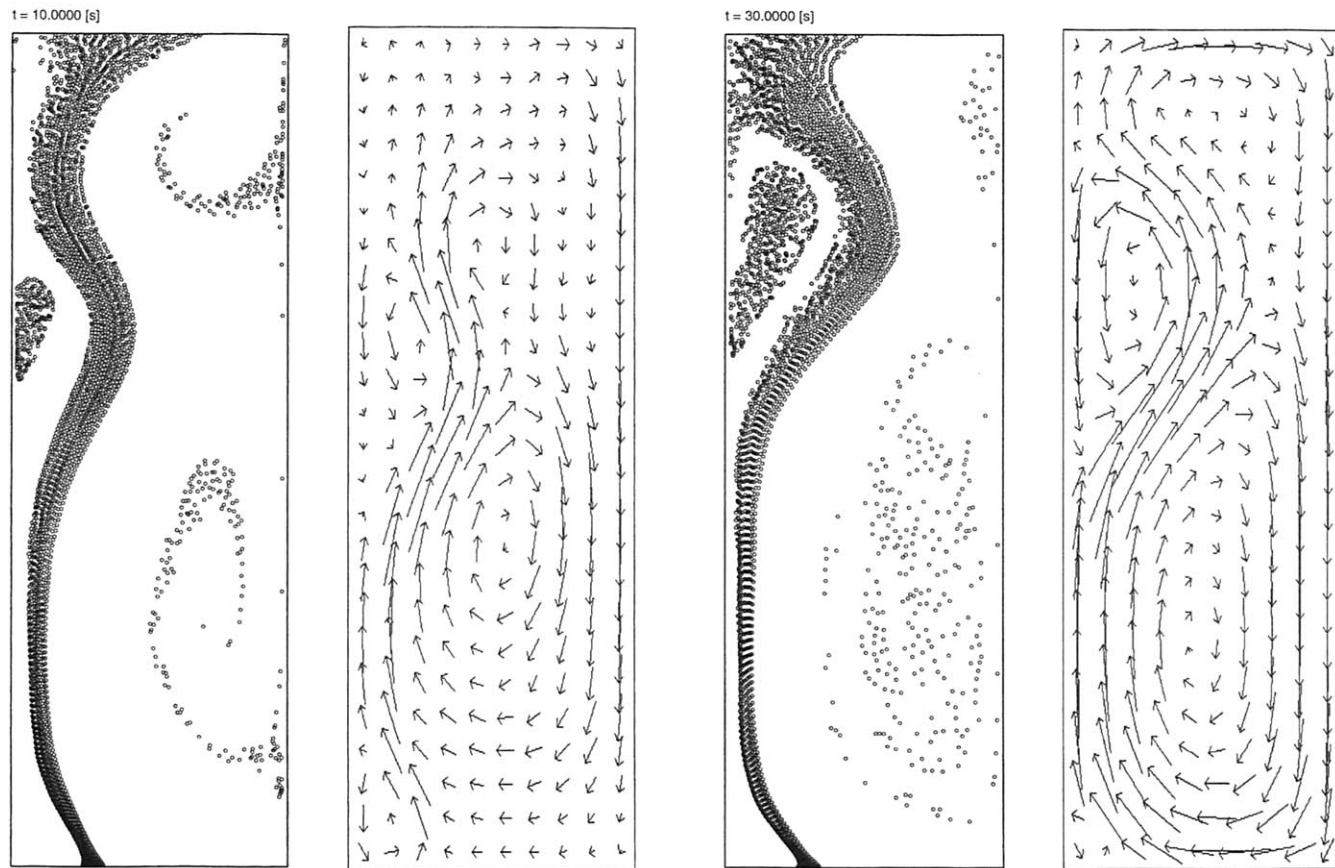 t = 10.0000 [s]
t = 30.0000 [s]